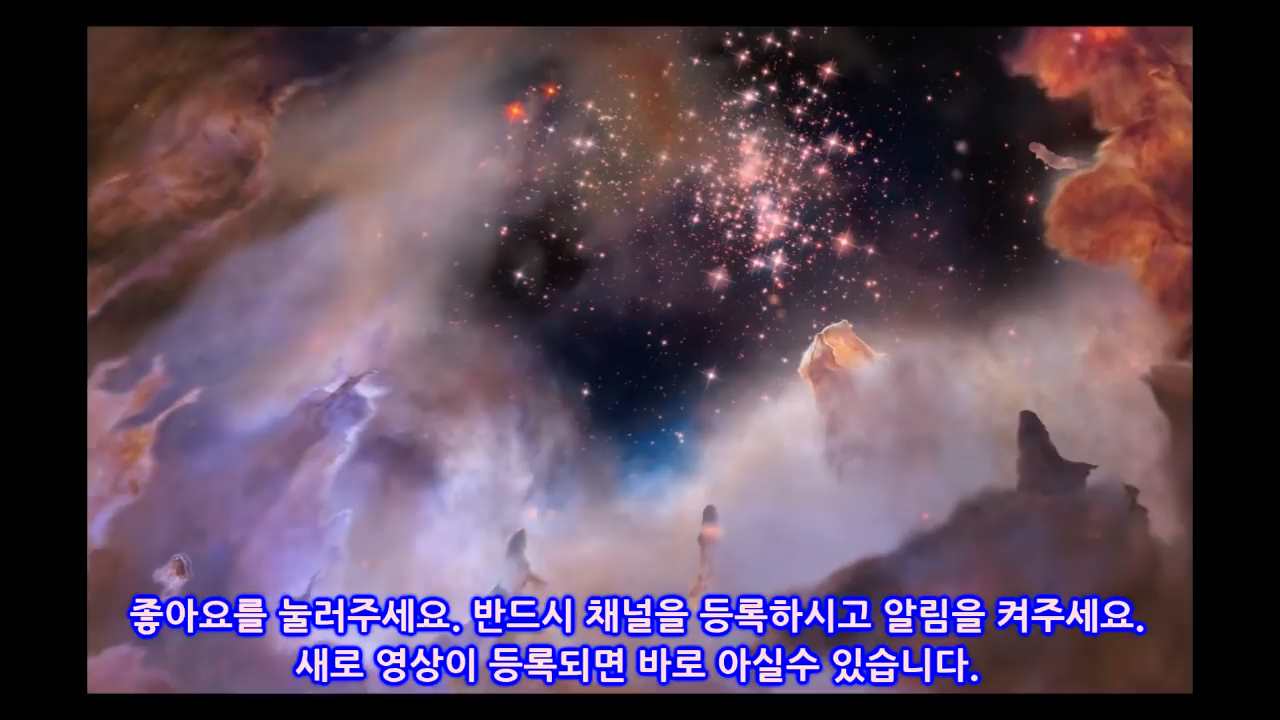 좋아요를 눌러주세요. 반드시 채널을 등록하시고 알림을 켜주세요.
새로 영상이 등록되면 바로 아실수 있습니다.